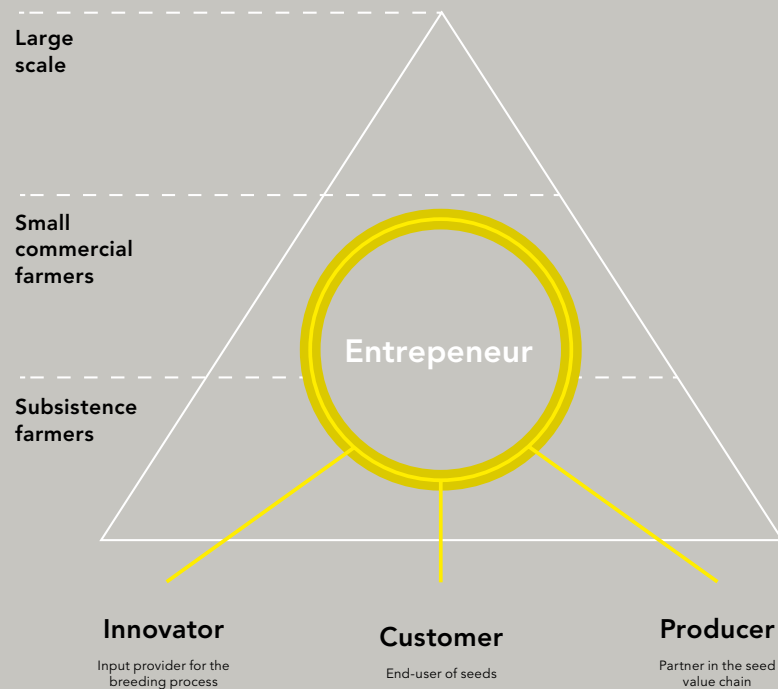 Large
scale
Small
commercial
farmers
Entrepeneur
Subsistence
farmers
Innovator
Input provider for the
breeding process
Customer
End-user of seeds
Producer
Partner in the seed
value chain